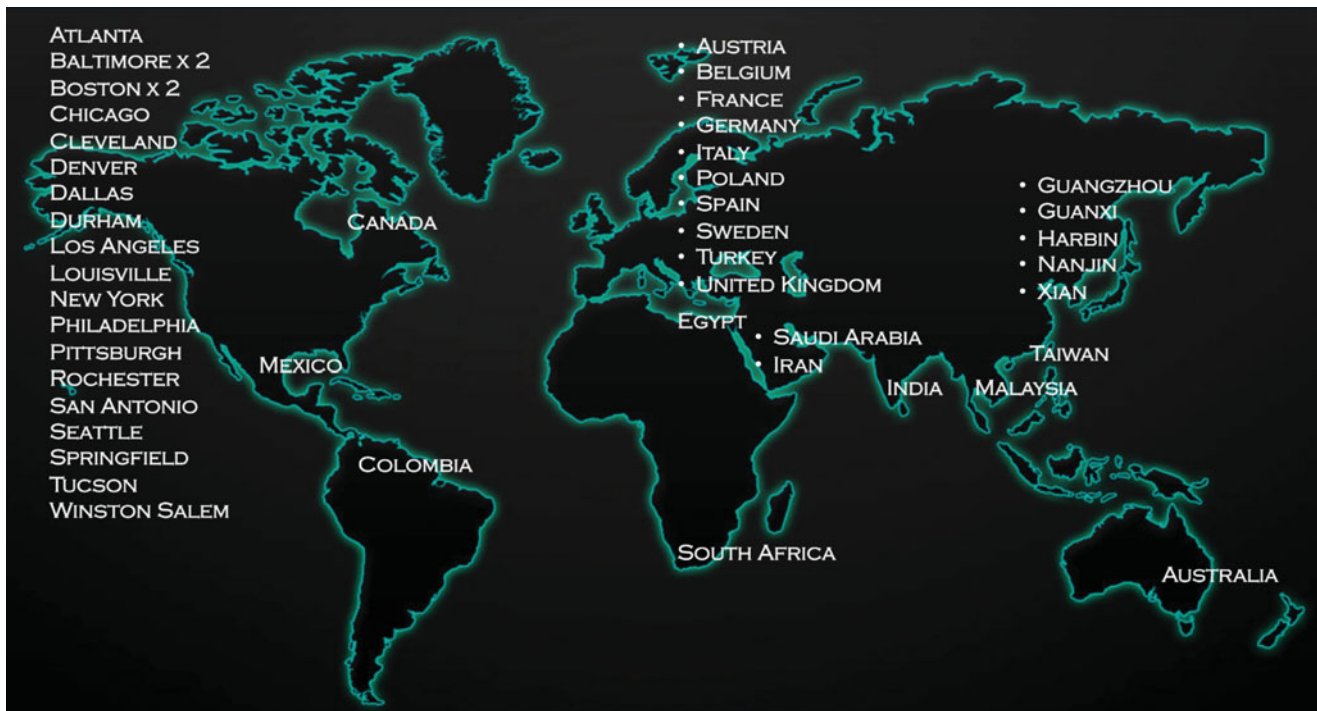 ATLANTA
BALTIMORE X 2
BOSTON X 2
CHICAGO
CLEVELAND
DENVER
DALLAS
DURHAM
LOS ANGELES
LOUISVILLE
NEW YORK
PHILADELPHIA
PITTSBURGH
ROCHESTER
SAN ANTONIO
SEATTLE
SPRINGFIELD
TUCSON
WINSTON SALEM
CANADA
MEXICO
COLOMBIA
• AUSTRIA
• BELGIUM
• FRANCE
• GERMANY
• ITALY
• POLAND
• SPAIN
• SWEDEN
• TURKEY
• UNITED KINGDOM
EGYPT
• SAUDI ARABIA
• IRAN
SOUTH AFRICA
• GUANGZHOU
• GUANXI
• HARBIN
• NANJIN
• XIAN
TAIWAN
INDIA
MALAYSIA
AUSTRALIA